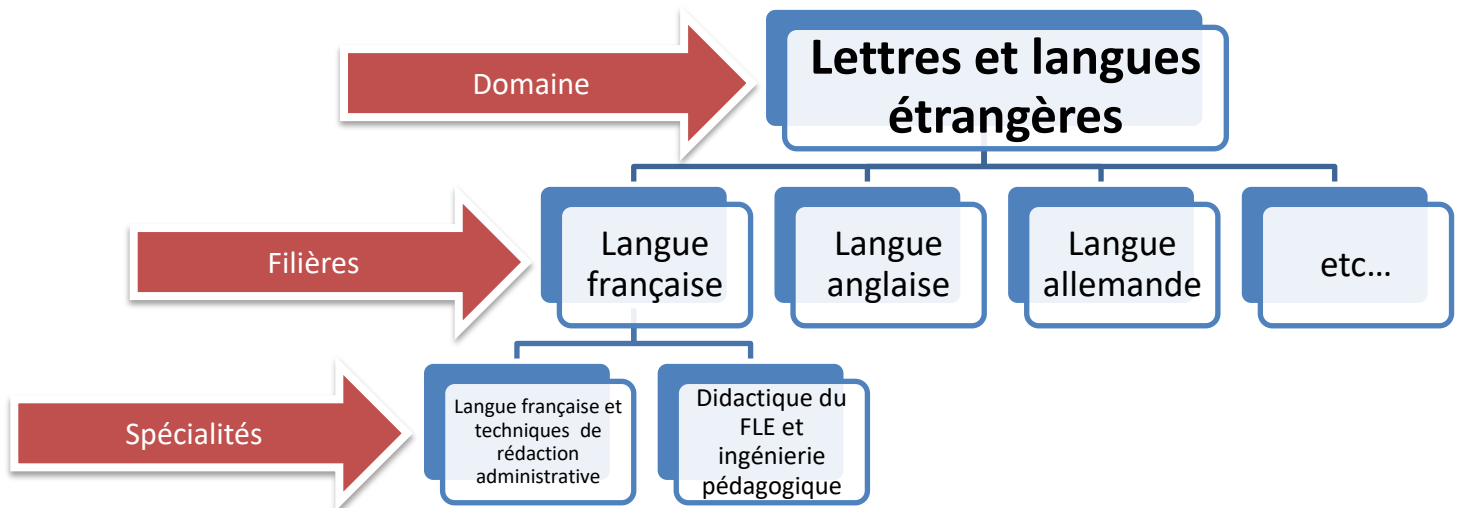 Domaine
Lettres et langues
étrangères
Filières
Langue
française
Langue
anglaise
Langue
allemande
etc...
Spécialités
Langue française et
techniques de
rédaction
administrative
Didactique du
FLE et
ingénierie
pédagogique